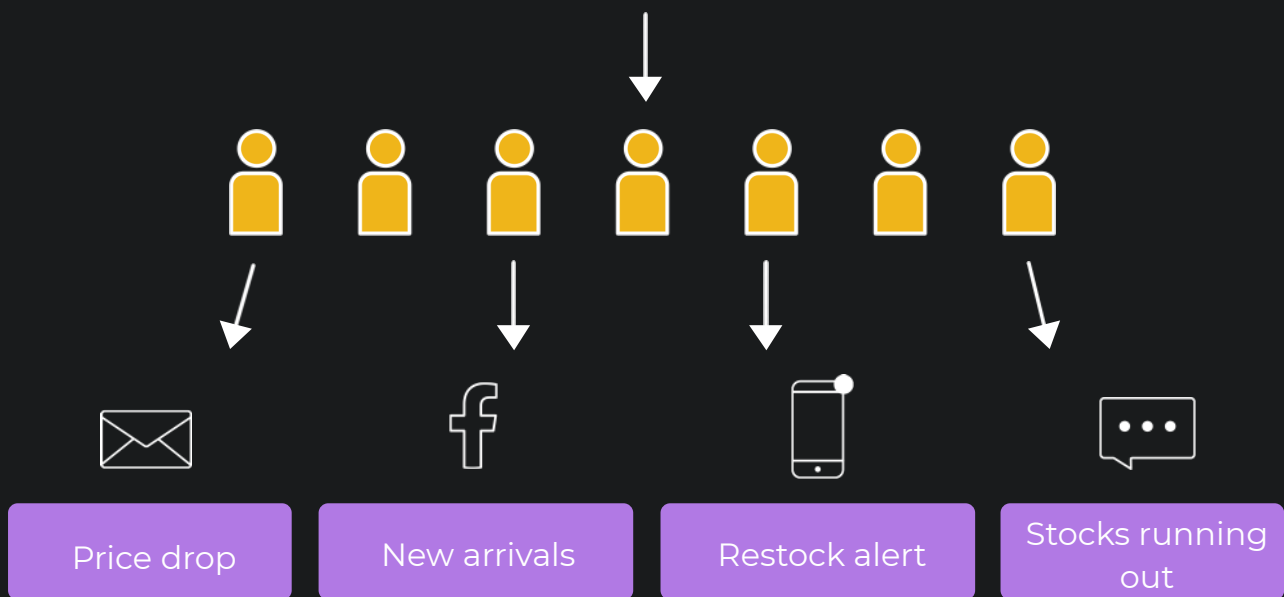 Price drop
New arrivals
Restock alert
Stocks running
out